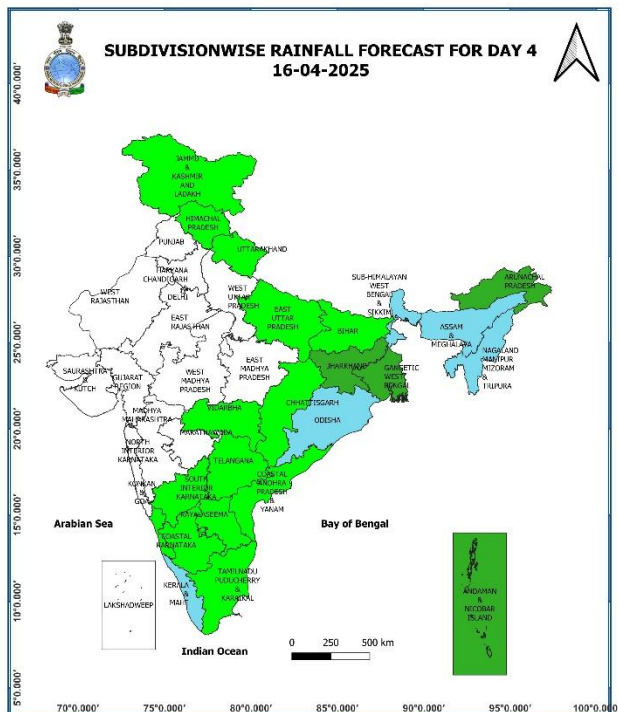 SUBDIVISIONWISE RAINFALL FORECAST FOR DAY 4
16-04-2025
40°0.000'
35°0.000'
30°0.000'
25°0.000'
20°0.000'
15°0.000'
10°0.000'
5°0.000'
JAMMU
&
KASHMIR
AND
LADAKH
HIMACHAL
PRADESH
PUNJAB
UTTARAKHAND
HARYANA
CHANDIGARH
&
DELHI
WEST
RAJASTHAN
WEST
UTTAR
PRADESH
EAST
RAJASTHAN
EAST
UTTAR
PRADESH
BIHAR
SUB-HIMALAYAN
WEST
BENGAL
&
SIKKIM
ARUNACHAL
PRADESH
ASSAM
&
MEGHALAYA
NAGALAND
MANIPUR
MIZORAM
&
TRIPURA
JHARKHAND
GANGETIC
WEST
BENGAL
SAURASHTRA
&
KUTCH
GUJARAT
REGION
WEST
MADHYA
PRADESH
EAST
MADHYA
PRADESH
CHHATTISGARH
ODISHA
VIDARBHA
MADHYA
MAHARASHTRA
MARATHAWADA
NORTH
INTERIOR
KARNATAKA
TELANGANA
KONKAN
&
GOA
SOUTH
INTERIOR
KARNATAKA
COASTAL
ANDHRA
PRADESH
&
YANAM
RAYALASEEMA
COASTAL
KARNATAKA
TAMILNADU
PUDUCHERRY
&
KARAIKAL
KERALA
&
MAHE
LAKSHADWEEP
ANDAMAN
&
NICOBAR
ISLAND
Arabian Sea
Bay of Bengal
Indian Ocean
0 250 500 km
70°0.000' 75°0.000' 80°0.000' 85°0.000' 90°0.000' 95°0.000' 100°0.000'